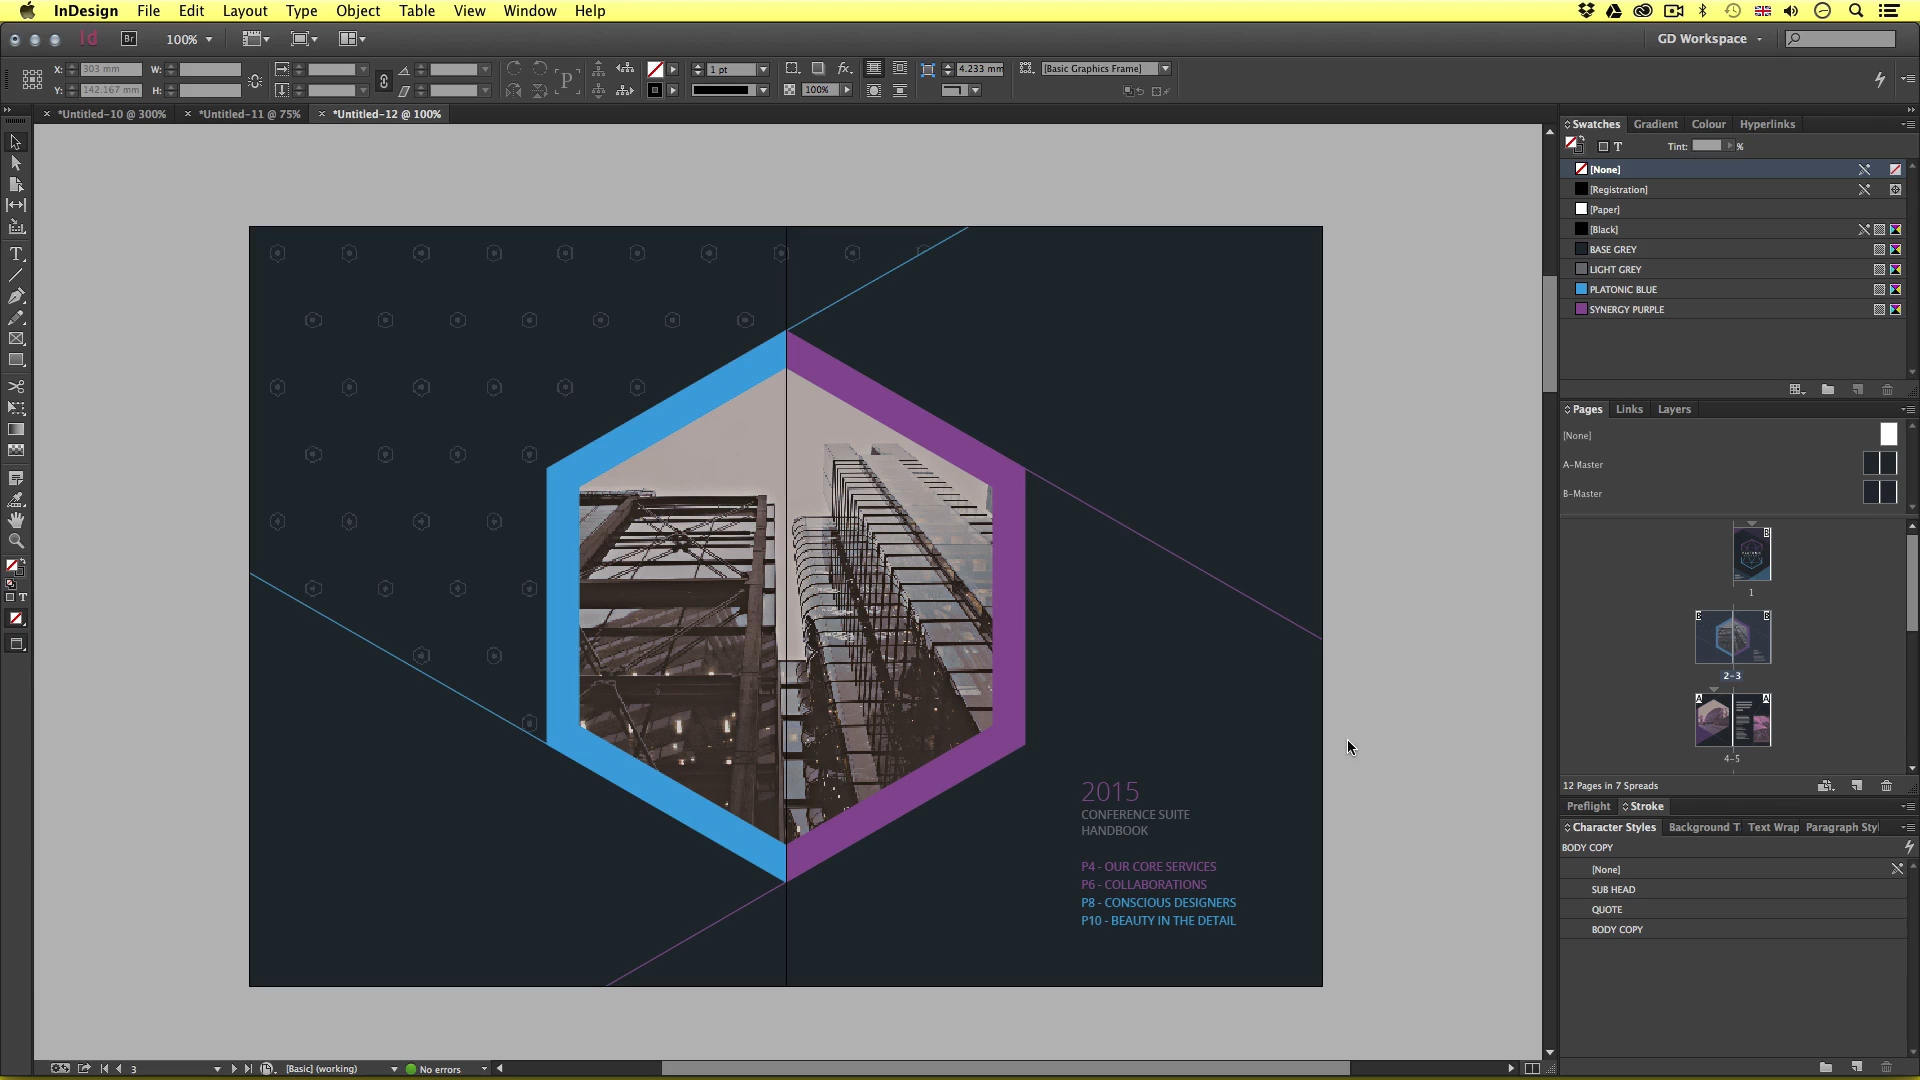 InDesign File Edit Layout Type Object Table View Window Help
Id Br 100% GD Workspace
X: 303 mm W: 1 pt fx. 4.233 mm [Basic Graphics Frame]
Y: 142.167 mm H: P 100%
*Untitled-10 @ 300% *Untitled-11 @ 75% *Untitled-12 @ 100%
Swatches Gradient Colour Hyperlinks
T Tint: %
[None]
[Registration]
[Paper]
[Black]
BASE GREY
LIGHT GREY
PLATONIC BLUE
SYNERGY PURPLE
Pages Links Layers
[None]
A-Master
B-Master
B
1
B B
2-3
A A
4-5
12 Pages in 7 Spreads
Preflight Stroke
Character Styles Background T Text Wrap Paragraph Styl
BODY COPY
[None]
SUB HEAD
QUOTE
BODY COPY
2015
CONFERENCE SUITE
HANDBOOK
P4 - OUR CORE SERVICES
P6 - COLLABORATIONS
P8 - CONSCIOUS DESIGNERS
P10 - BEAUTY IN THE DETAIL
3 [Basic] (working) No errors